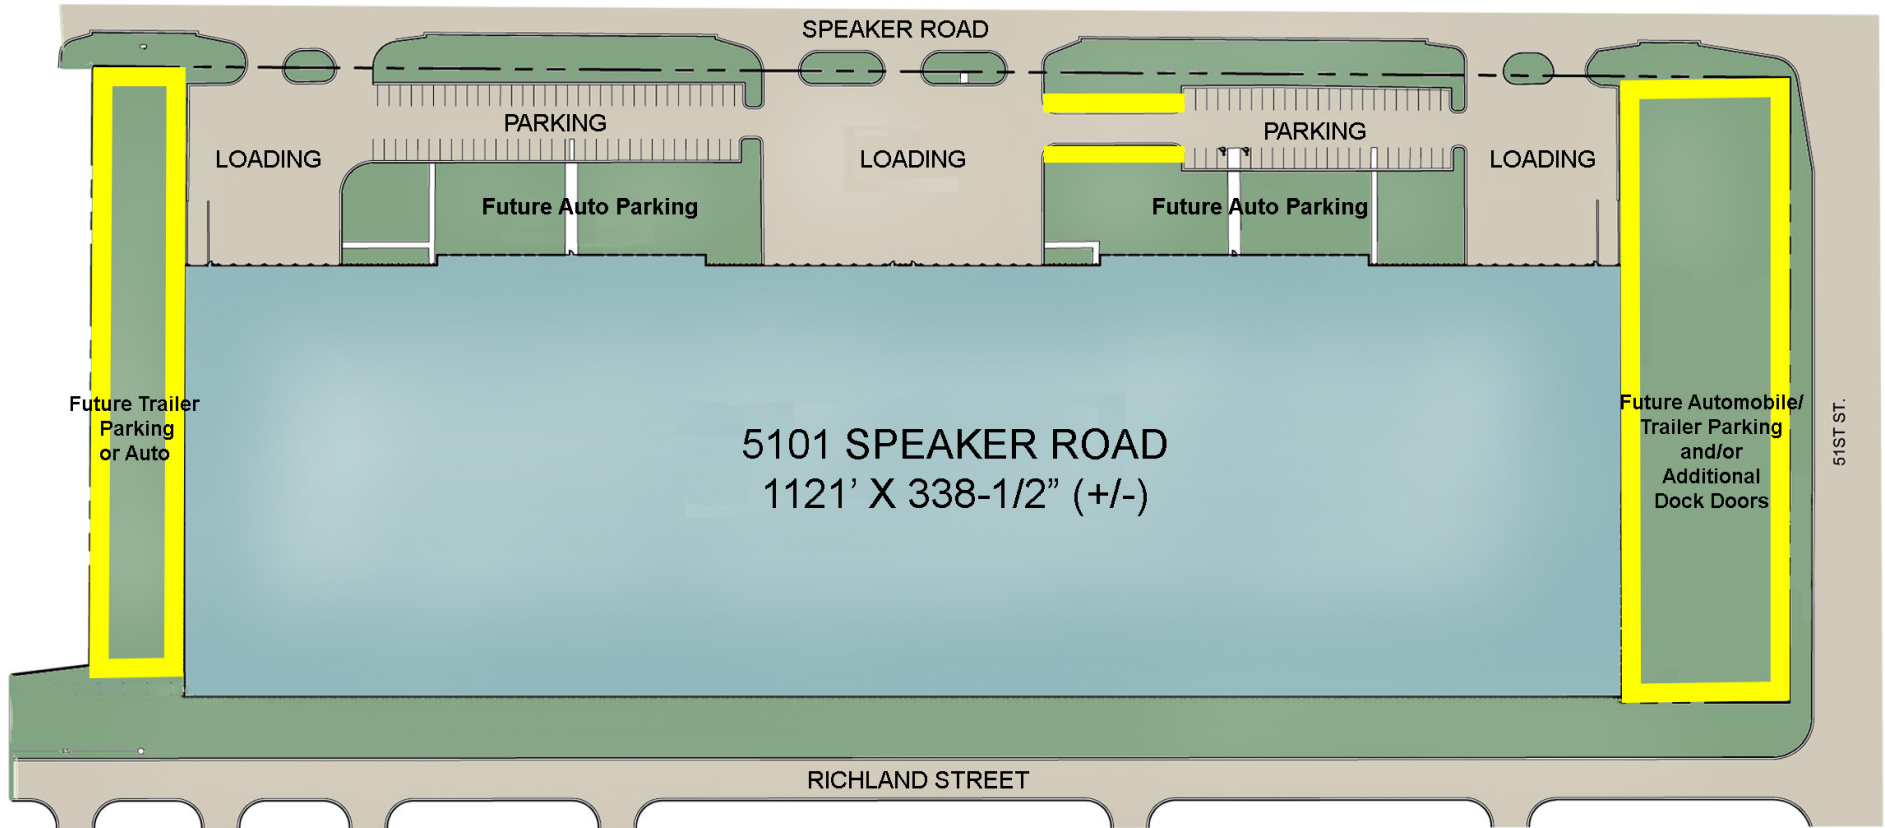 SPEAKER ROAD
PARKING
PARKING
LOADING
LOADING
LOADING
Future Auto Parking
Future Auto Parking
Future Trailer
Parking
or Auto
5101 SPEAKER ROAD
1121’ X 338-1/2” (+/-)
Future Automobile/
Trailer Parking
and/or
Additional
Dock Doors
51ST ST.
RICHLAND STREET